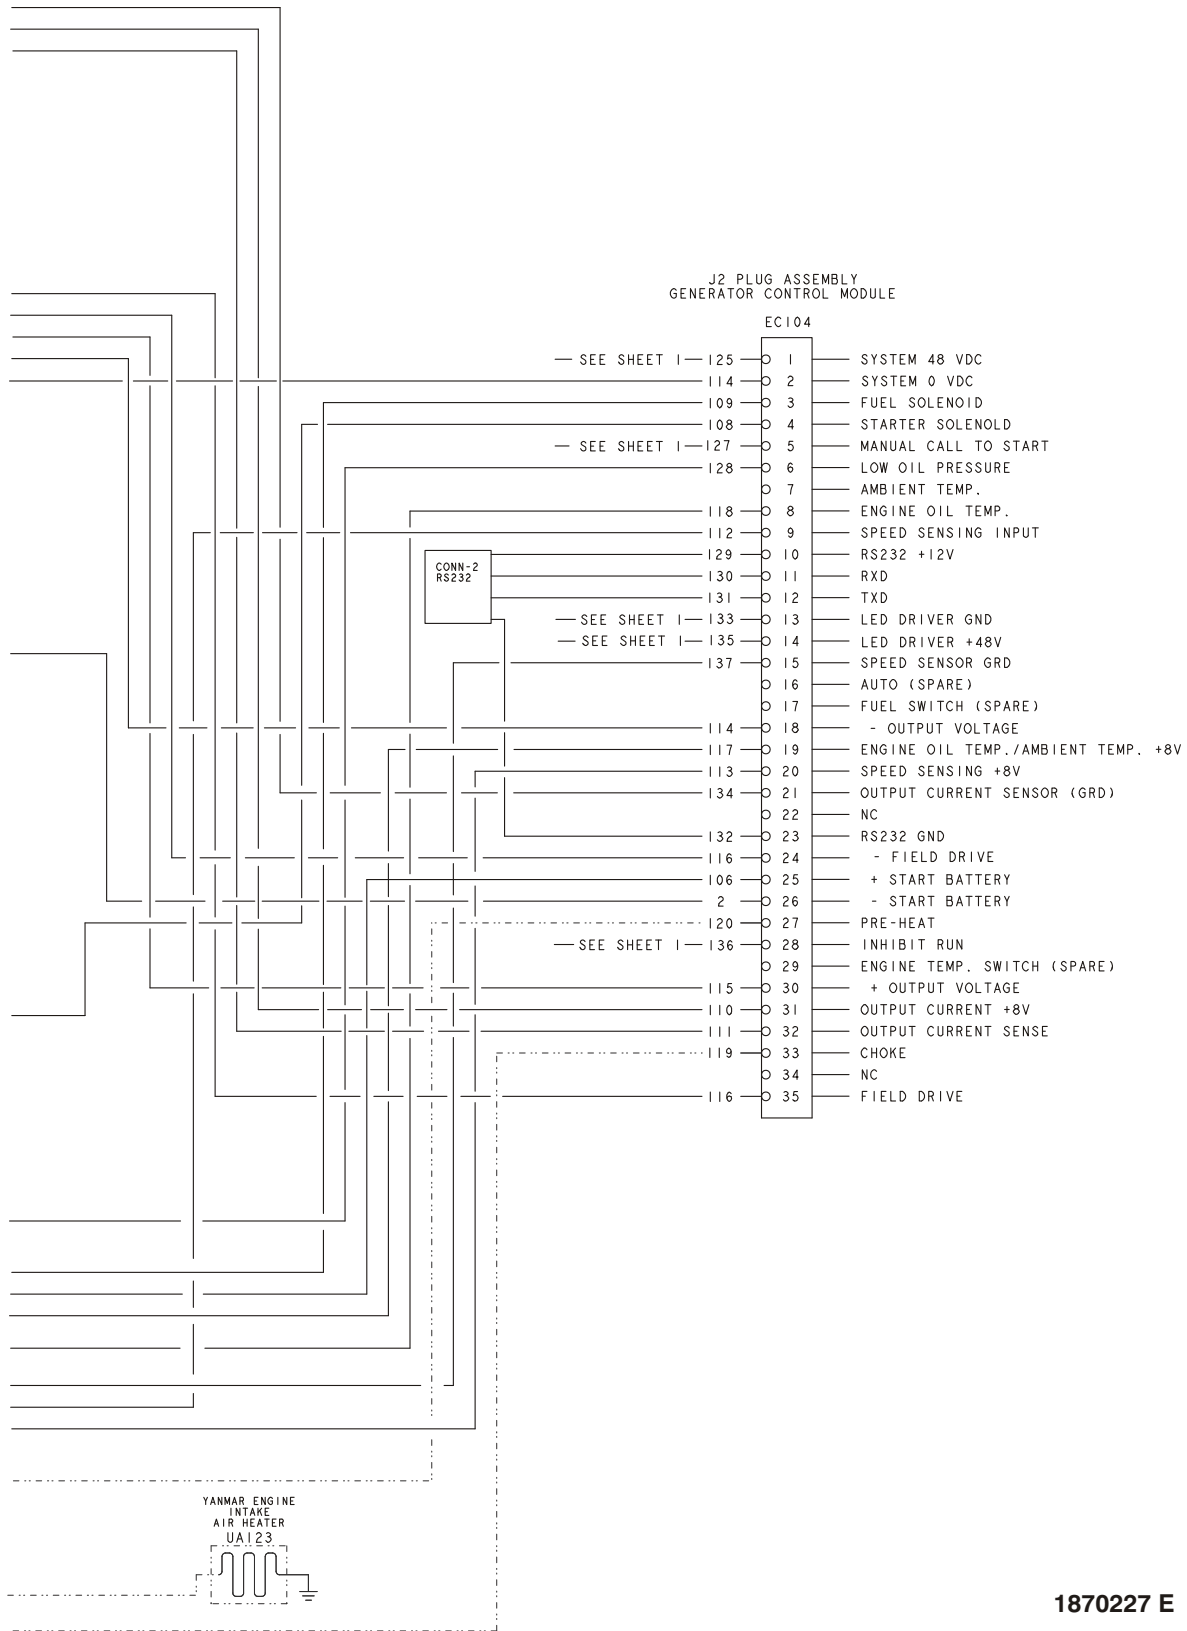 J2 PLUG ASSEMBLY
GENERATOR CONTROL MODULE
EC104
SEE SHEET 1 125 1 SYSTEM 48 VDC
114 2 SYSTEM 0 VDC
109 3 FUEL SOLENOID
108 4 STARTER SOLENOLD
SEE SHEET 1 127 5 MANUAL CALL TO START
128 6 LOW OIL PRESSURE
7 AMBIENT TEMP.
118 8 ENGINE OIL TEMP.
112 9 SPEED SENSING INPUT
129 10 RS232 +12V
CONN-2
RS232
130 11 RXD
131 12 TXD
SEE SHEET 1 133 13 LED DRIVER GND
SEE SHEET 1 135 14 LED DRIVER +48V
137 15 SPEED SENSOR GRD
16 AUTO (SPARE)
17 FUEL SWITCH (SPARE)
114 18 - OUTPUT VOLTAGE
117 19 ENGINE OIL TEMP./AMBIENT TEMP. +8V
113 20 SPEED SENSING +8V
134 21 OUTPUT CURRENT SENSOR (GRD)
22 NC
132 23 RS232 GND
116 24 - FIELD DRIVE
106 25 + START BATTERY
2 26 - START BATTERY
120 27 PRE-HEAT
SEE SHEET 1 136 28 INHIBIT RUN
29 ENGINE TEMP. SWITCH (SPARE)
115 30 + OUTPUT VOLTAGE
110 31 OUTPUT CURRENT +8V
111 32 OUTPUT CURRENT SENSE
119 33 CHOKE
34 NC
116 35 FIELD DRIVE
YANMAR ENGINE
INTAKE
AIR HEATER
UA123
1870227 E